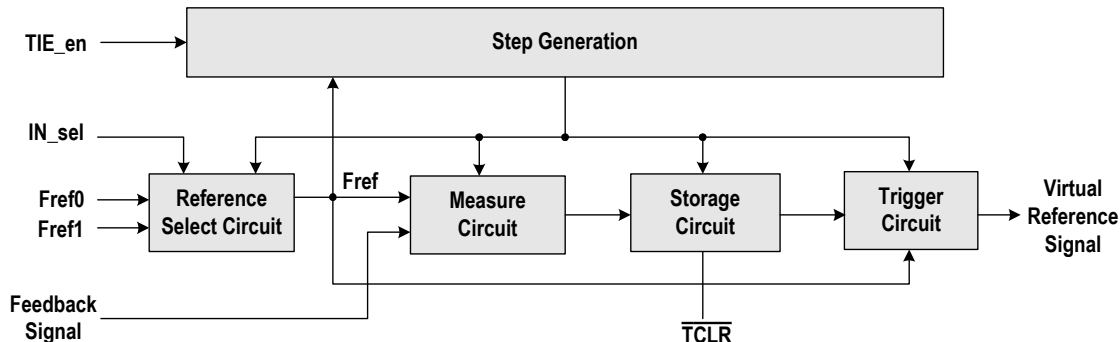 TIE_en
Step Generation
IN_sel
Fref0
Fref1
Reference
Select Circuit
Fref
Measure
Circuit
Storage
Circuit
Trigger
Circuit
Virtual
Reference
Signal
Feedback
Signal
TCLR